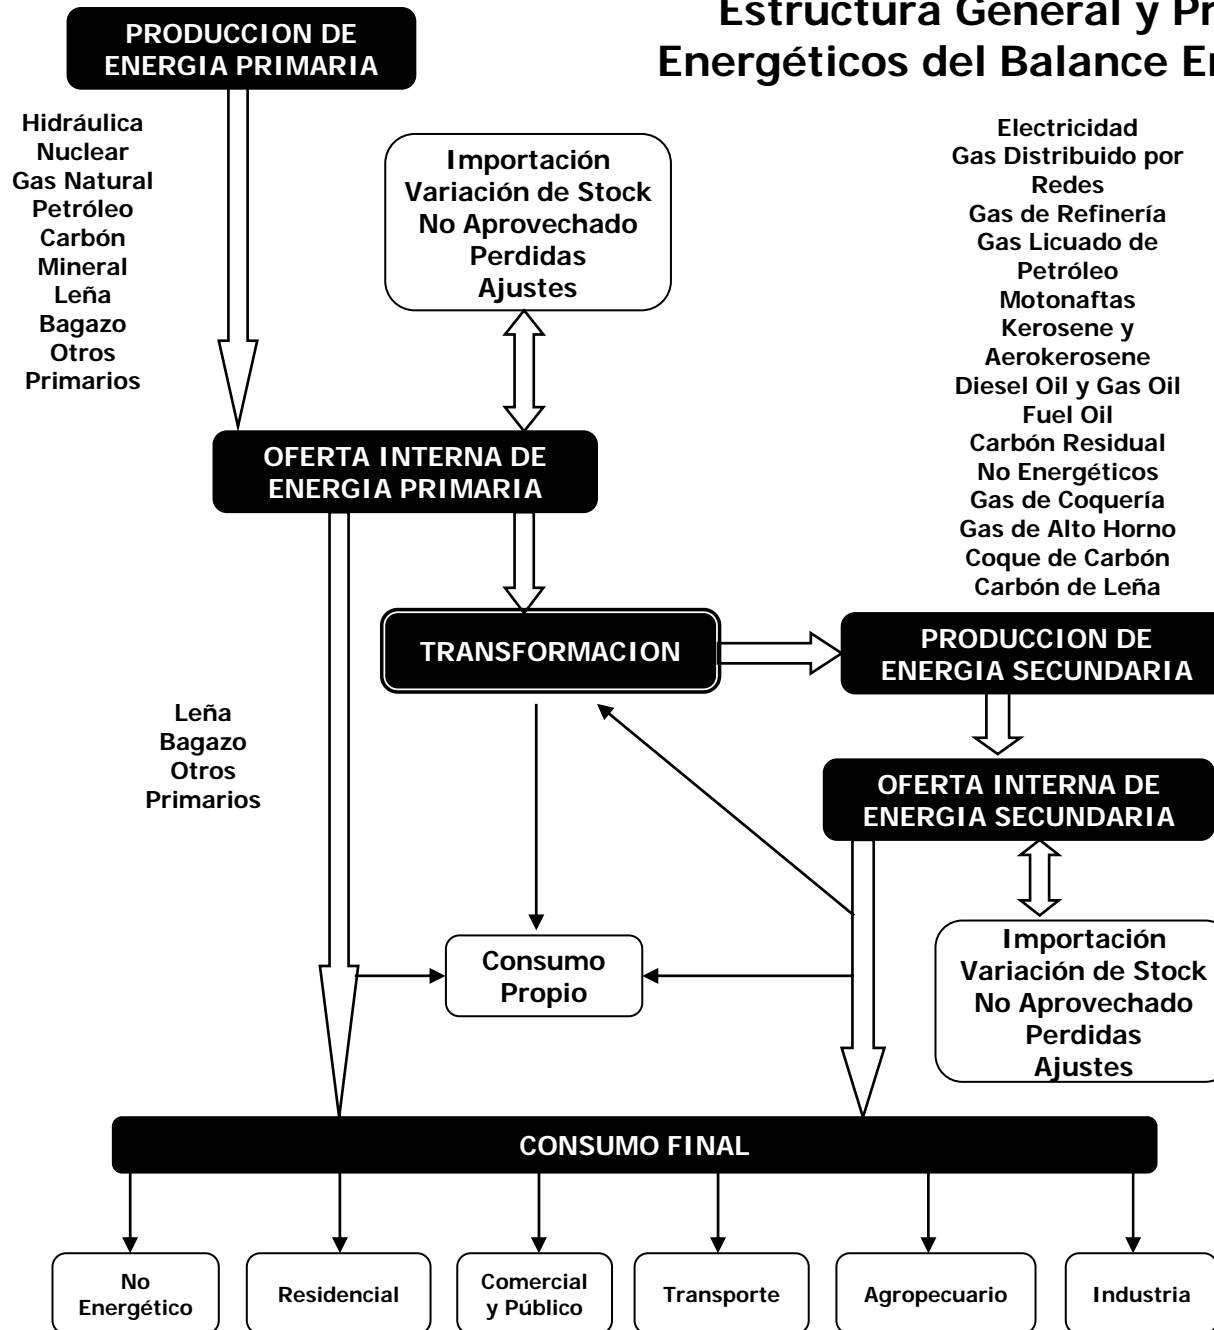 Estructura General y Pr
Energéticos del Balance En
PRODUCCION DE
ENERGIA PRIMARIA
Hidráulica
Nuclear
Gas Natural
Petróleo
Carbón
Mineral
Leña
Bagazo
Otros
Primarios
Importación
Variación de Stock
No Aprovechado
Perdidas
Ajustes
Electricidad
Gas Distribuido por
Redes
Gas de Refinería
Gas Licuado de
Petróleo
Motonaftas
Kerosene y
Aerokerosene
Diesel Oil y Gas Oil
Fuel Oil
Carbón Residual
No Energéticos
Gas de Coquería
Gas de Alto Horno
Coque de Carbón
Carbón de Leña
OFERTA INTERNA DE
ENERGIA PRIMARIA
TRANSFORMACION
PRODUCCION DE
ENERGIA SECUNDARIA
Leña
Bagazo
Otros
Primarios
OFERTA INTERNA DE
ENERGIA SECUNDARIA
Consumo
Propio
Importación
Variación de Stock
No Aprovechado
Perdidas
Ajustes
CONSUMO FINAL
No
Energético
Residencial
Comercial
y Público
Transporte
Agropecuario
Industria